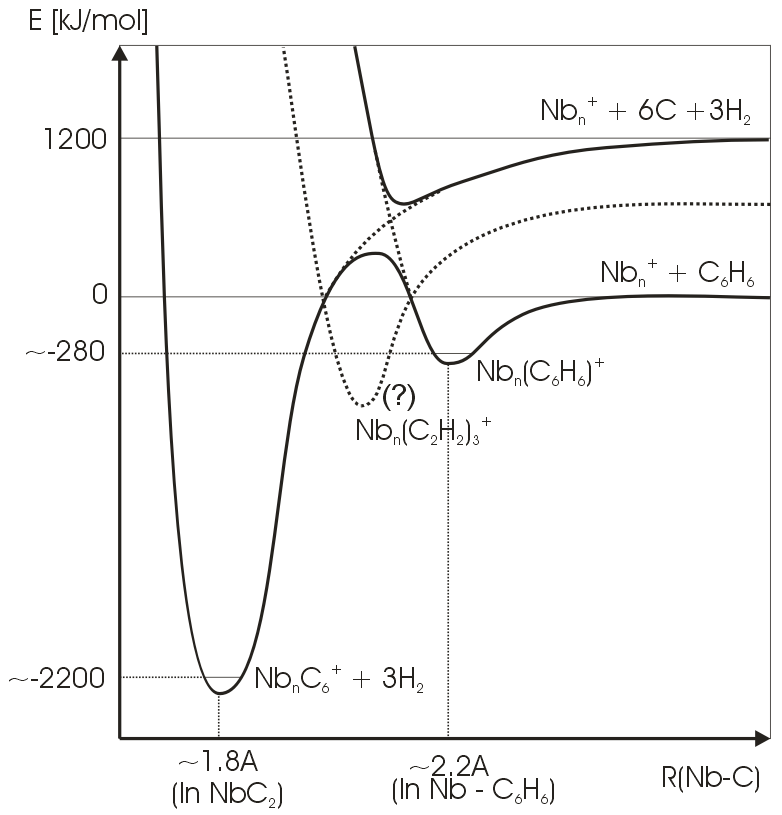 E [kJ/mol]
Nbₙ⁺ + 6C +3H₂
1200
Nbₙ⁺ + C₆H₆
0
~-280
Nbₙ(C₆H₆)⁺
(?)
Nbₙ(C₂H₂)₃⁺
~-2200
NbₙC₆⁺ + 3H₂
~1.8A
(In NbC₂)
~2.2A
(In Nb - C₆H₆)
R(Nb-C)